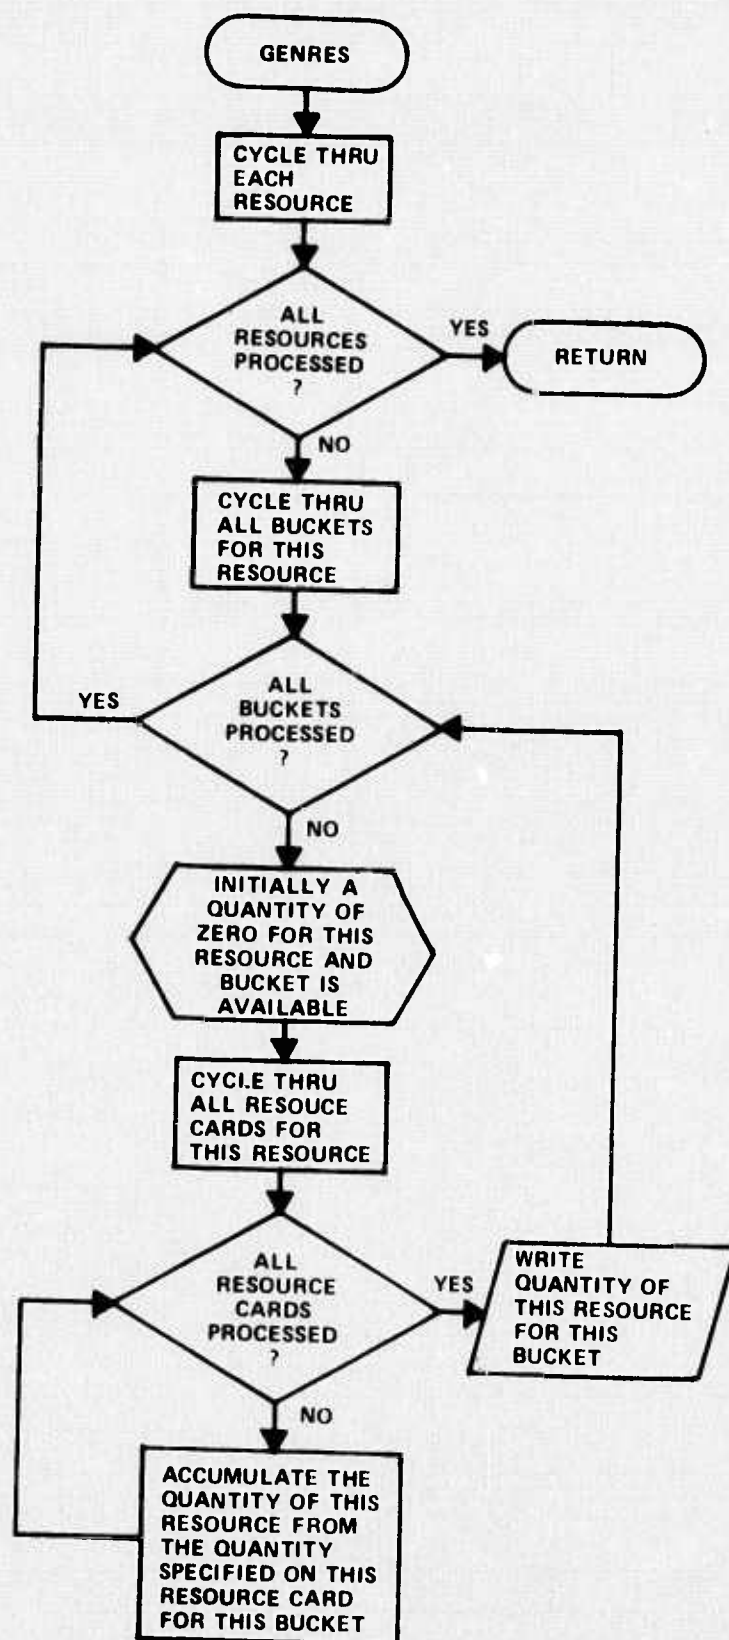 GENRES
CYCLE THRU
EACH
RESOURCE
ALL
RESOURCES
PROCESSED
?
YES
RETURN
NO
CYCLE THRU
ALL BUCKETS
FOR THIS
RESOURCE
ALL
BUCKETS
PROCESSED
?
YES
NO
INITIALLY A
QUANTITY OF
ZERO FOR THIS
RESOURCE AND
BUCKET IS
AVAILABLE
CYCLE THRU
ALL RESOUCE
CARDS FOR
THIS RESOURCE
ALL
RESOURCE
CARDS
PROCESSED
?
YES
WRITE
QUANTITY OF
THIS RESOURCE
FOR THIS
BUCKET
NO
ACCUMULATE THE
QUANTITY OF THIS
RESOURCE FROM
THE QUANTITY
SPECIFIED ON THIS
RESOURCE CARD
FOR THIS BUCKET